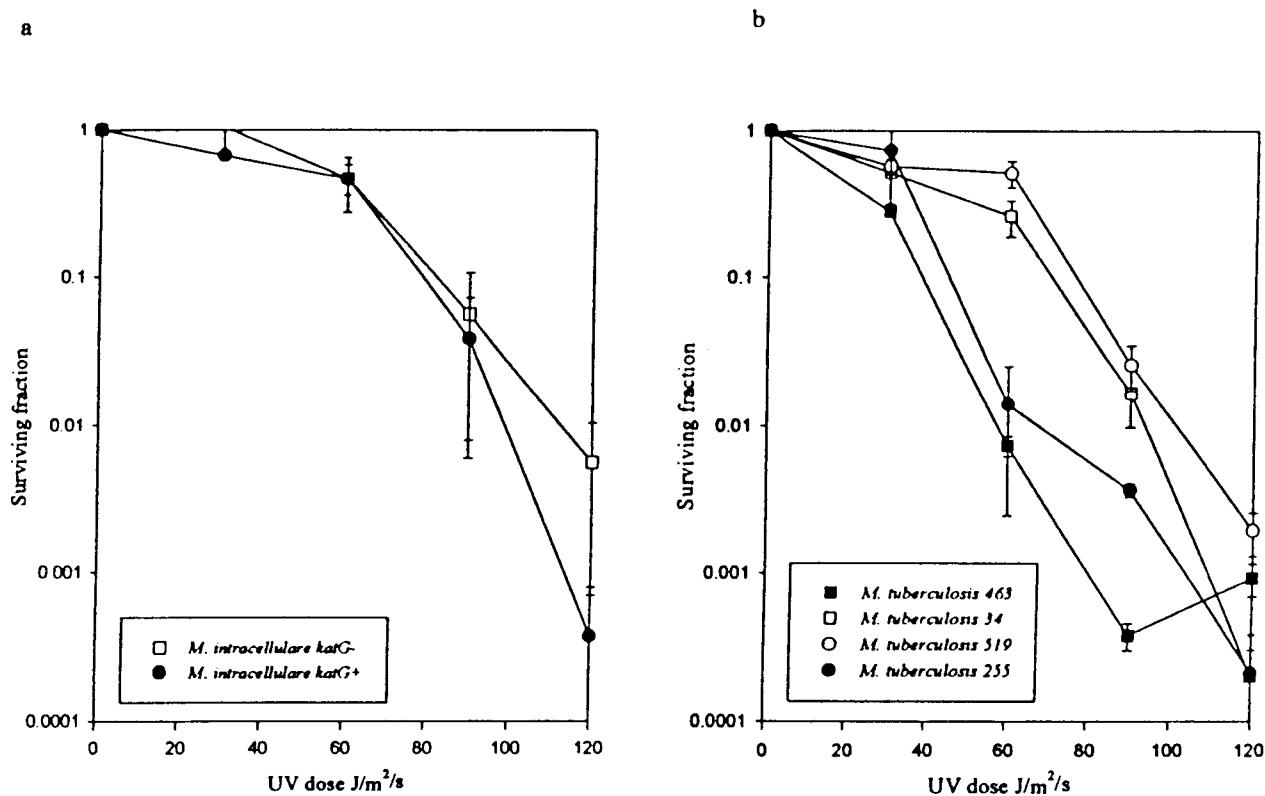 a
b
1
0.1
0.01
0 001
0.0001
Surviving fraction
M. intracellulare katG-
M. intracellulare katG+
0
20
40
60
80
100
120
UV dose J/m²/s
1
0.1
0.01
0.001
0.0001
Surviving fraction
M. tuberculosis 463
M. tuberculosis 34
M. tuberculosis 519
M. tuberculosis 255
0
20
40
60
80
100
120
UV dose J/m²/s